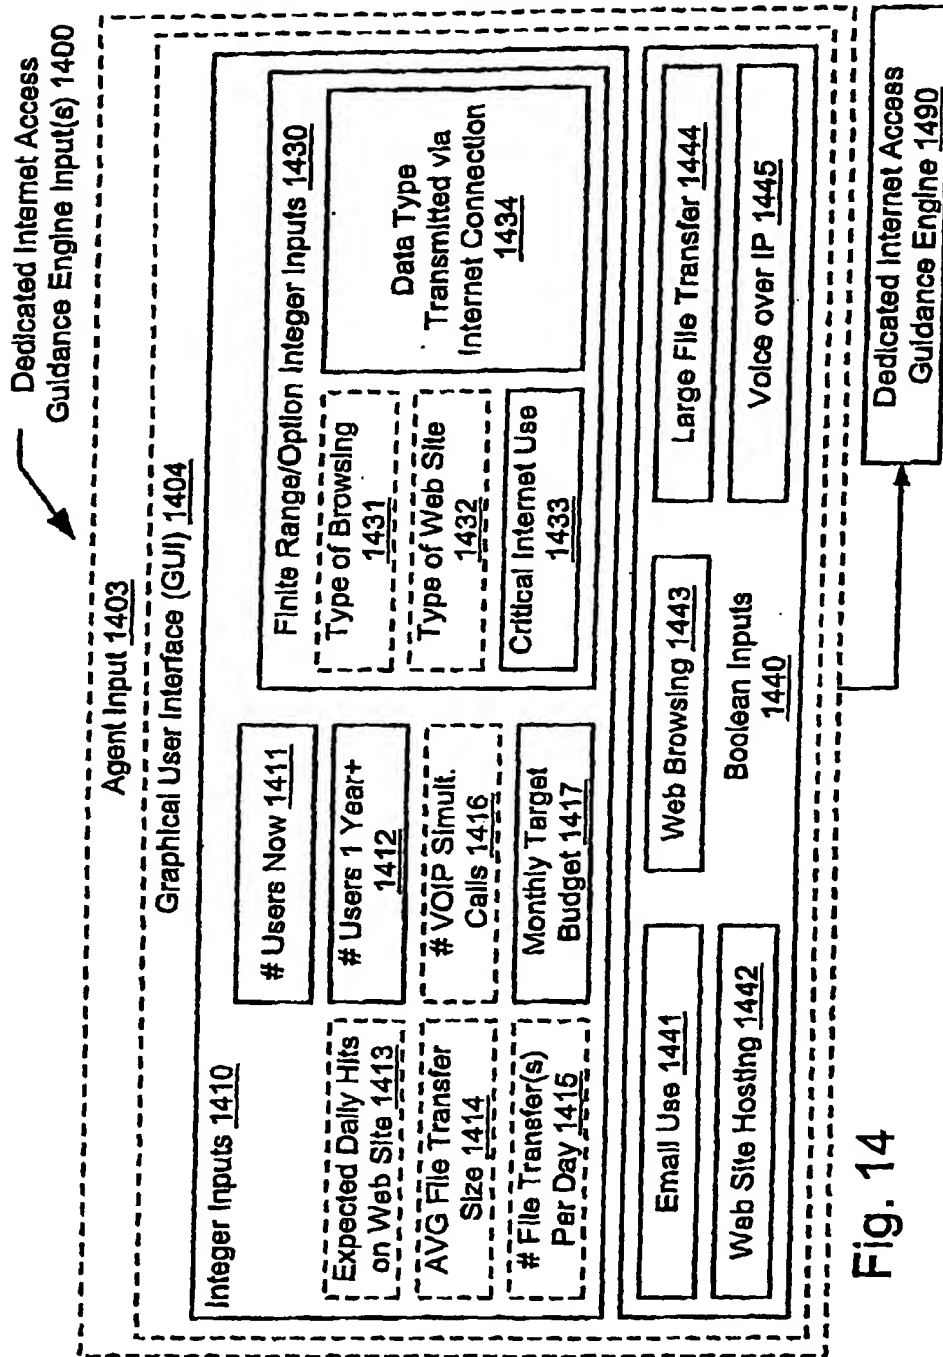 Dedicated Internet Access
Guidance Engine Input(s) 1400
Agent Input 1403
Graphical User Interface (GUI) 1404
Integer Inputs 1410
# Users Now 1411
Expected Daily Hits
on Web Site 1413
# Users 1 Year+
1412
AVG File Transfer
Size 1414
# VOIP Simult.
Calls 1416
# File Transfer(s)
Per Day 1415
Monthly Target
Budget 1417
Finite Range/Option Integer Inputs 1430
Type of Browsing
1431
Type of Web Site
1432
Critical Internet Use
1433
Data Type
Transmitted via
Internet Connection
1434
Email Use 1441
Web Site Hosting 1442
Web Browsing 1443
Boolean Inputs
1440
Large File Transfer 1444
Voice over IP 1445
Dedicated Internet Access
Guidance Engine 1490
Fig. 14